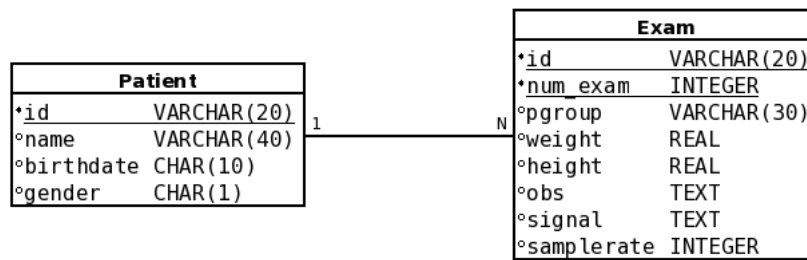 Patient
id VARCHAR(20)
name VARCHAR(40)
birthdate CHAR(10)
gender CHAR(1)
1
N
Exam
id VARCHAR(20)
num_exam INTEGER
pgroup VARCHAR(30)
weight REAL
height REAL
obs TEXT
signal TEXT
samplerate INTEGER